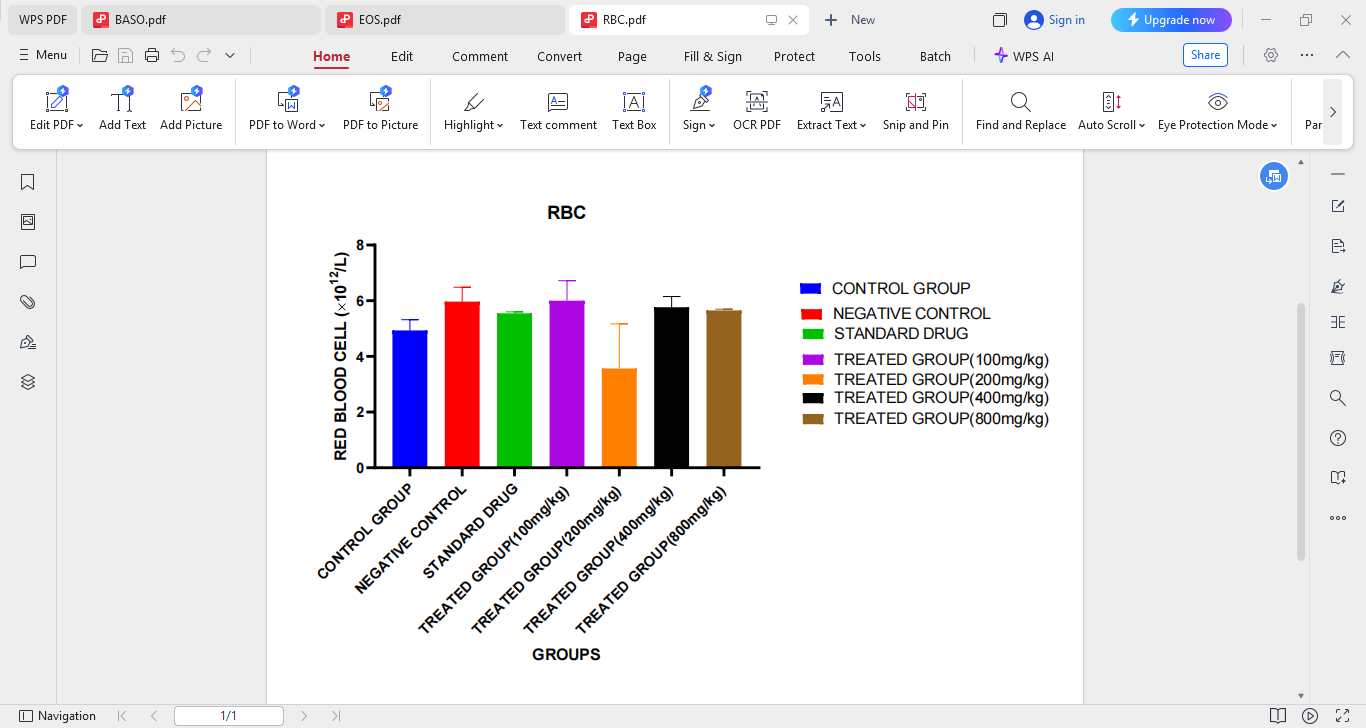 WPS PDF BASO.pdf EOS.pdf RBC.pdf New Sign in Upgrade now
Menu Home Edit Comment Convert Page Fill & Sign Protect Tools Batch WPS AI Share
Edit PDF Add Text Add Picture PDF to Word PDF to Picture Highlight Text comment Text Box Sign OCR PDF Extract Text Snip and Pin Find and Replace Auto Scroll Eye Protection Mode Par
RBC
RED BLOOD CELL (×10¹²/L)
8
6
4
2
0
CONTROL GROUP
NEGATIVE CONTROL
STANDARD DRUG
TREATED GROUP(100mg/kg)
TREATED GROUP(200mg/kg)
TREATED GROUP(400mg/kg)
TREATED GROUP(800mg/kg)
GROUPS
CONTROL GROUP
NEGATIVE CONTROL
STANDARD DRUG
TREATED GROUP(100mg/kg)
TREATED GROUP(200mg/kg)
TREATED GROUP(400mg/kg)
TREATED GROUP(800mg/kg)
Navigation 1/1